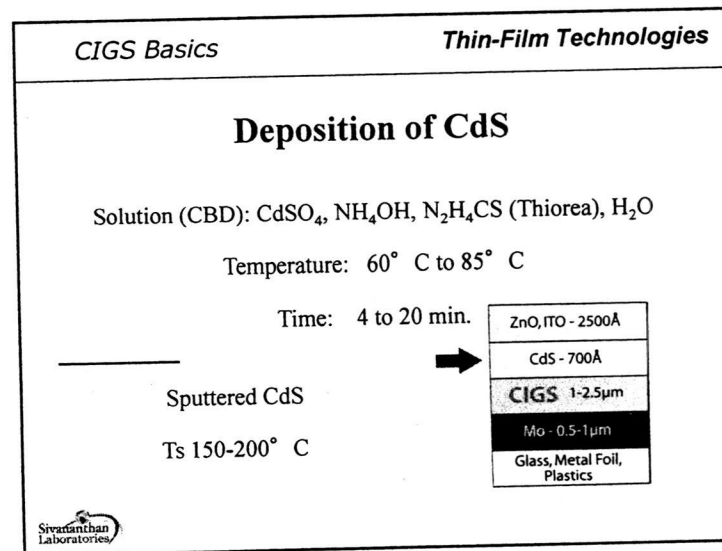 CIGS Basics
Thin-Film Technologies
Deposition of CdS
Solution (CBD): CdSO₄, NH₄OH, N₂H₄CS (Thiorea), H₂O
Temperature: 60° C to 85° C
Time: 4 to 20 min.
Sputtered CdS
Ts 150-200° C
ZnO, ITO - 2500Å
CdS - 700Å
CIGS 1-2.5µm
Mo - 0.5-1µm
Glass, Metal Foil,
Plastics
Sivananthan
Laboratories